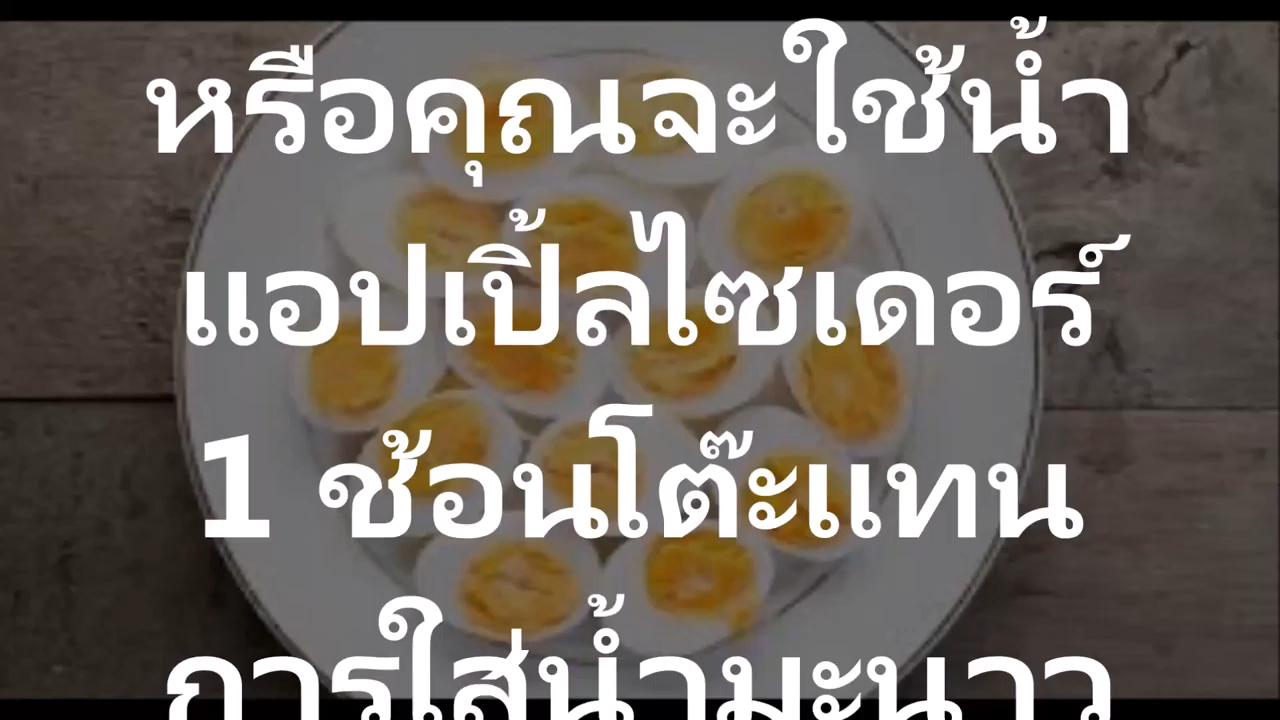 หรือคุณจะใช้น้ำ
แอปเปิ้ลไซเดอร์
1 ช้อนโต๊ะแทน
การใส่น้ำมะนาว